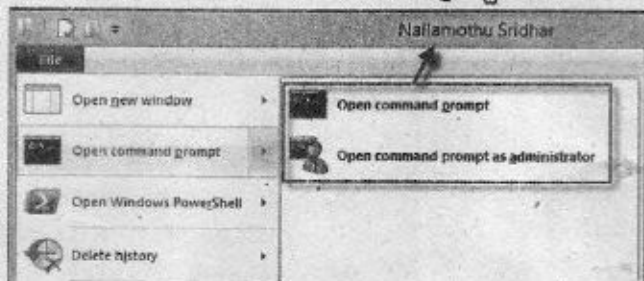 Nallamothu Sridhar
File
Open new window
Open command prompt
Open Windows PowerShell
Delete history
Open command prompt
Open command prompt as administrator